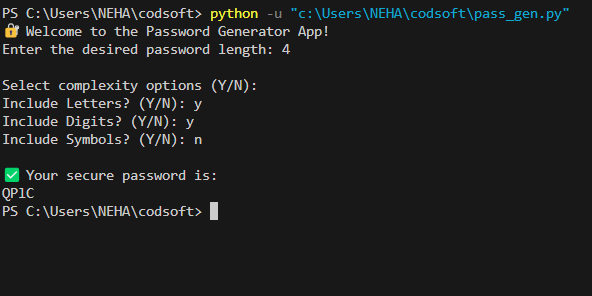 PS C:\Users\NEHA\codsoft> python -u "c:\Users\NEHA\codsoft\pass_gen.py"
🔐 Welcome to the Password Generator App!
Enter the desired password length: 4

Select complexity options (Y/N):
Include Letters? (Y/N): y
Include Digits? (Y/N): y
Include Symbols? (Y/N): n

✅ Your secure password is:
QPlC
PS C:\Users\NEHA\codsoft>